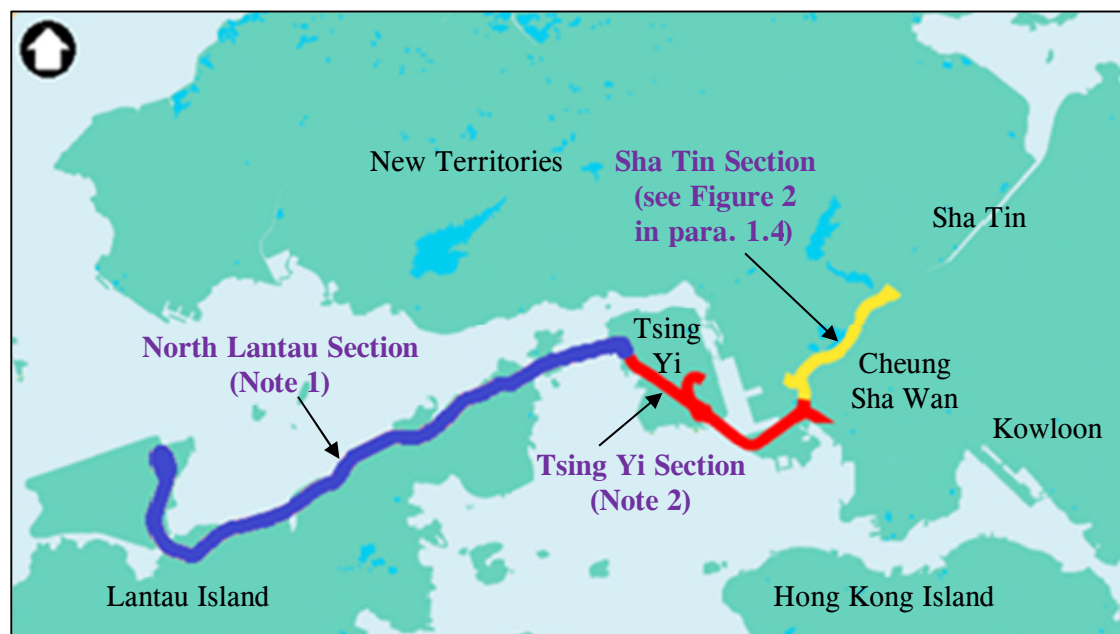 New Territories
Sha Tin Section
(see Figure 2
in para. 1.4)
Sha Tin
North Lantau Section
(Note 1)
Tsing
Yi
Cheung
Sha Wan
Kowloon
Tsing Yi Section
(Note 2)
Lantau Island
Hong Kong Island